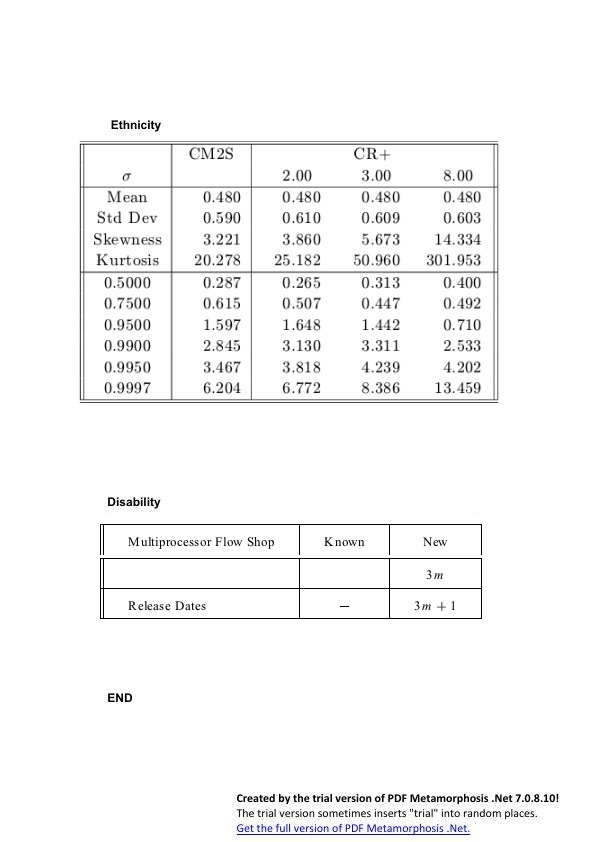 Ethnicity
CM2S CR+
σ 2.00 3.00 8.00
Mean 0.480 0.480 0.480 0.480
Std Dev 0.590 0.610 0.609 0.603
Skewness 3.221 3.860 5.673 14.334
Kurtosis 20.278 25.182 50.960 301.953
0.5000 0.287 0.265 0.313 0.400
0.7500 0.615 0.507 0.447 0.492
0.9500 1.597 1.648 1.442 0.710
0.9900 2.845 3.130 3.311 2.533
0.9950 3.467 3.818 4.239 4.202
0.9997 6.204 6.772 8.386 13.459
Disability
Multiprocessor Flow Shop Known New
3m
Release Dates – 3m + 1
END
Created by the trial version of PDF Metamorphosis .Net 7.0.8.10!
The trial version sometimes inserts "trial" into random places.
Get the full version of PDF Metamorphosis .Net.